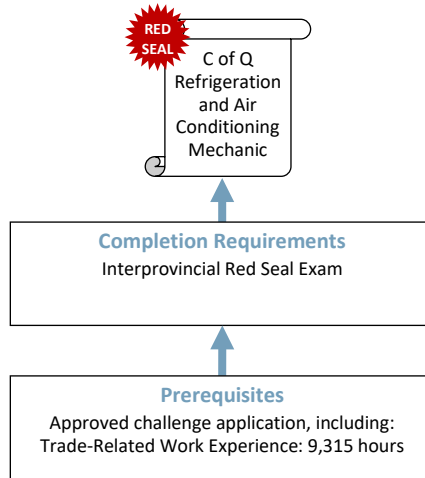 RED
SEAL
C of Q
Refrigeration
and Air
Conditioning
Mechanic
Completion Requirements
Interprovincial Red Seal Exam
Prerequisites
Approved challenge application, including:
Trade-Related Work Experience: 9,315 hours